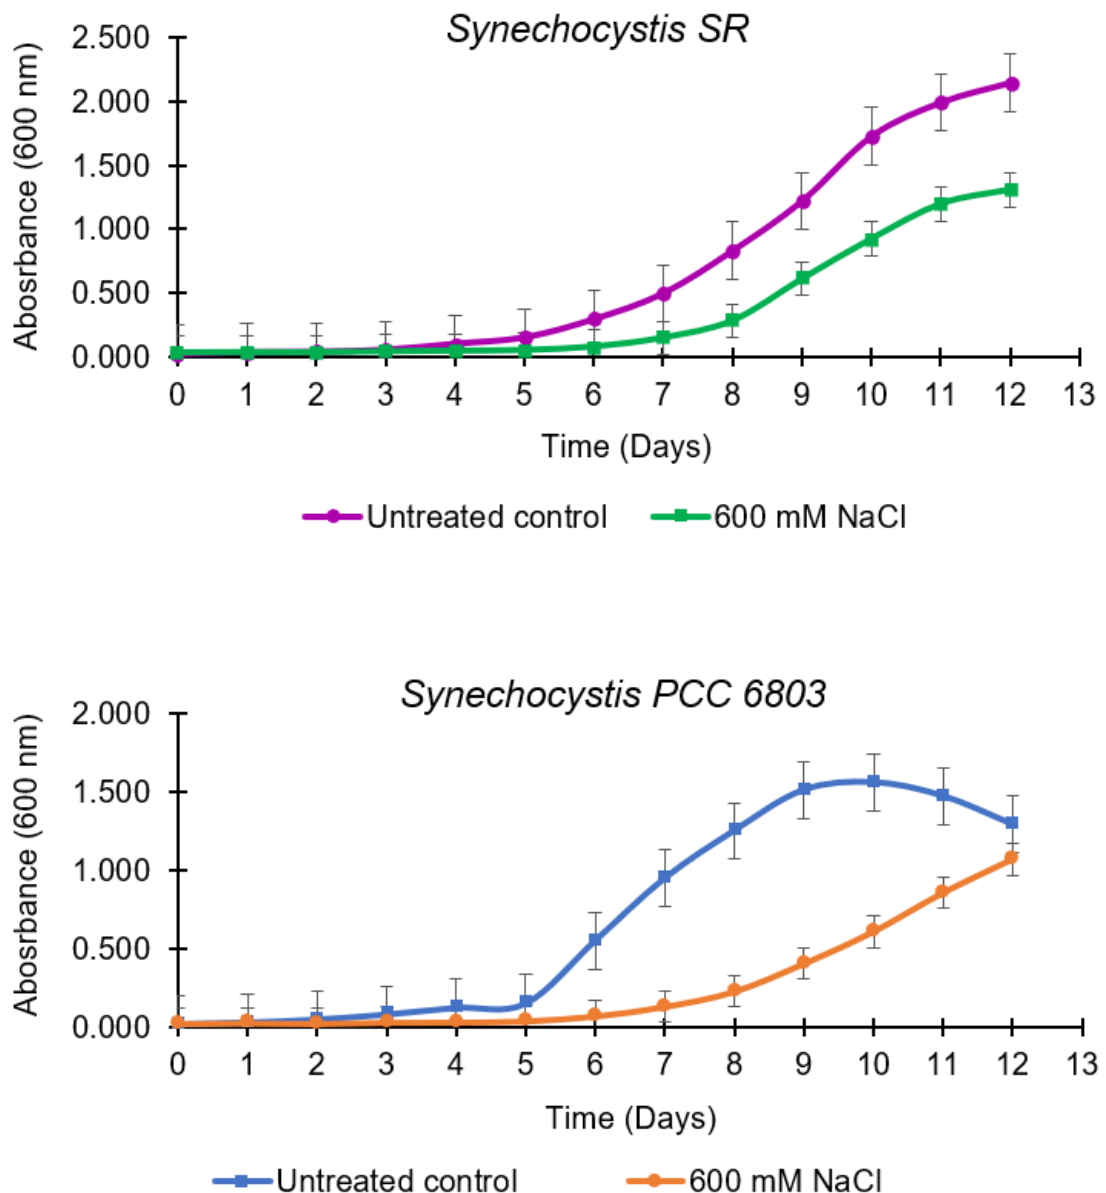 Synechocystis SR
Abosrbance (600 nm)
2.500
2.000
1.500
1.000
0.500
0.000
0 1 2 3 4 5 6 7 8 9 10 11 12 13
Time (Days)
Untreated control 600 mM NaCl
Synechocystis PCC 6803
Abosrbance (600 nm)
2.000
1.500
1.000
0.500
0.000
0 1 2 3 4 5 6 7 8 9 10 11 12 13
Time (Days)
Untreated control 600 mM NaCl